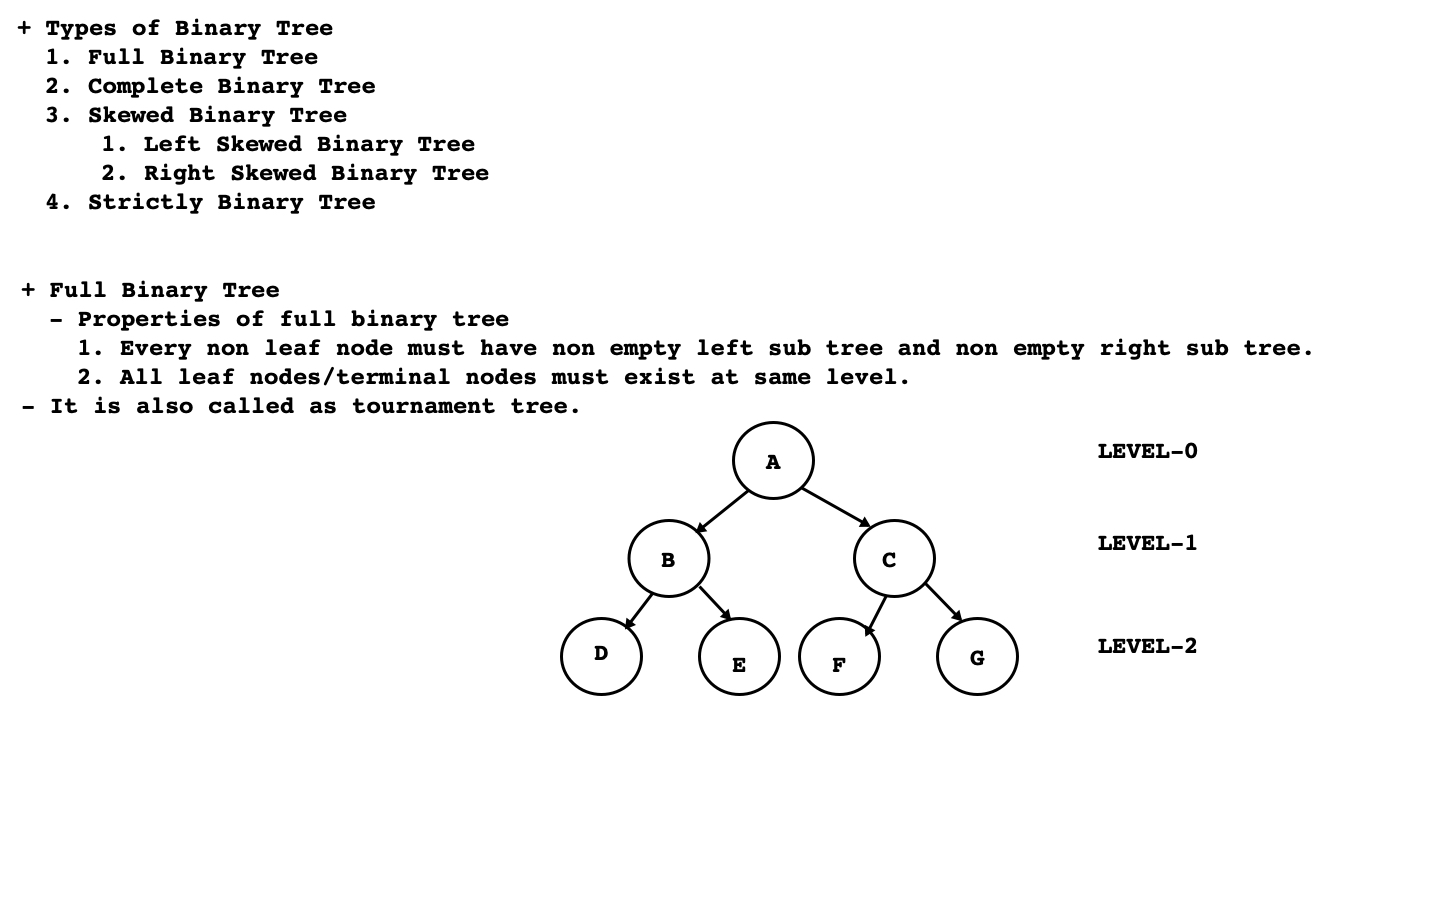 + Types of Binary Tree
1. Full Binary Tree
2. Complete Binary Tree
3. Skewed Binary Tree
1. Left Skewed Binary Tree
2. Right Skewed Binary Tree
4. Strictly Binary Tree
+ Full Binary Tree
- Properties of full binary tree
1. Every non leaf node must have non empty left sub tree and non empty right sub tree.
2. All leaf nodes/terminal nodes must exist at same level.
- It is also called as tournament tree.
A LEVEL-0
B C LEVEL-1
D E F G LEVEL-2